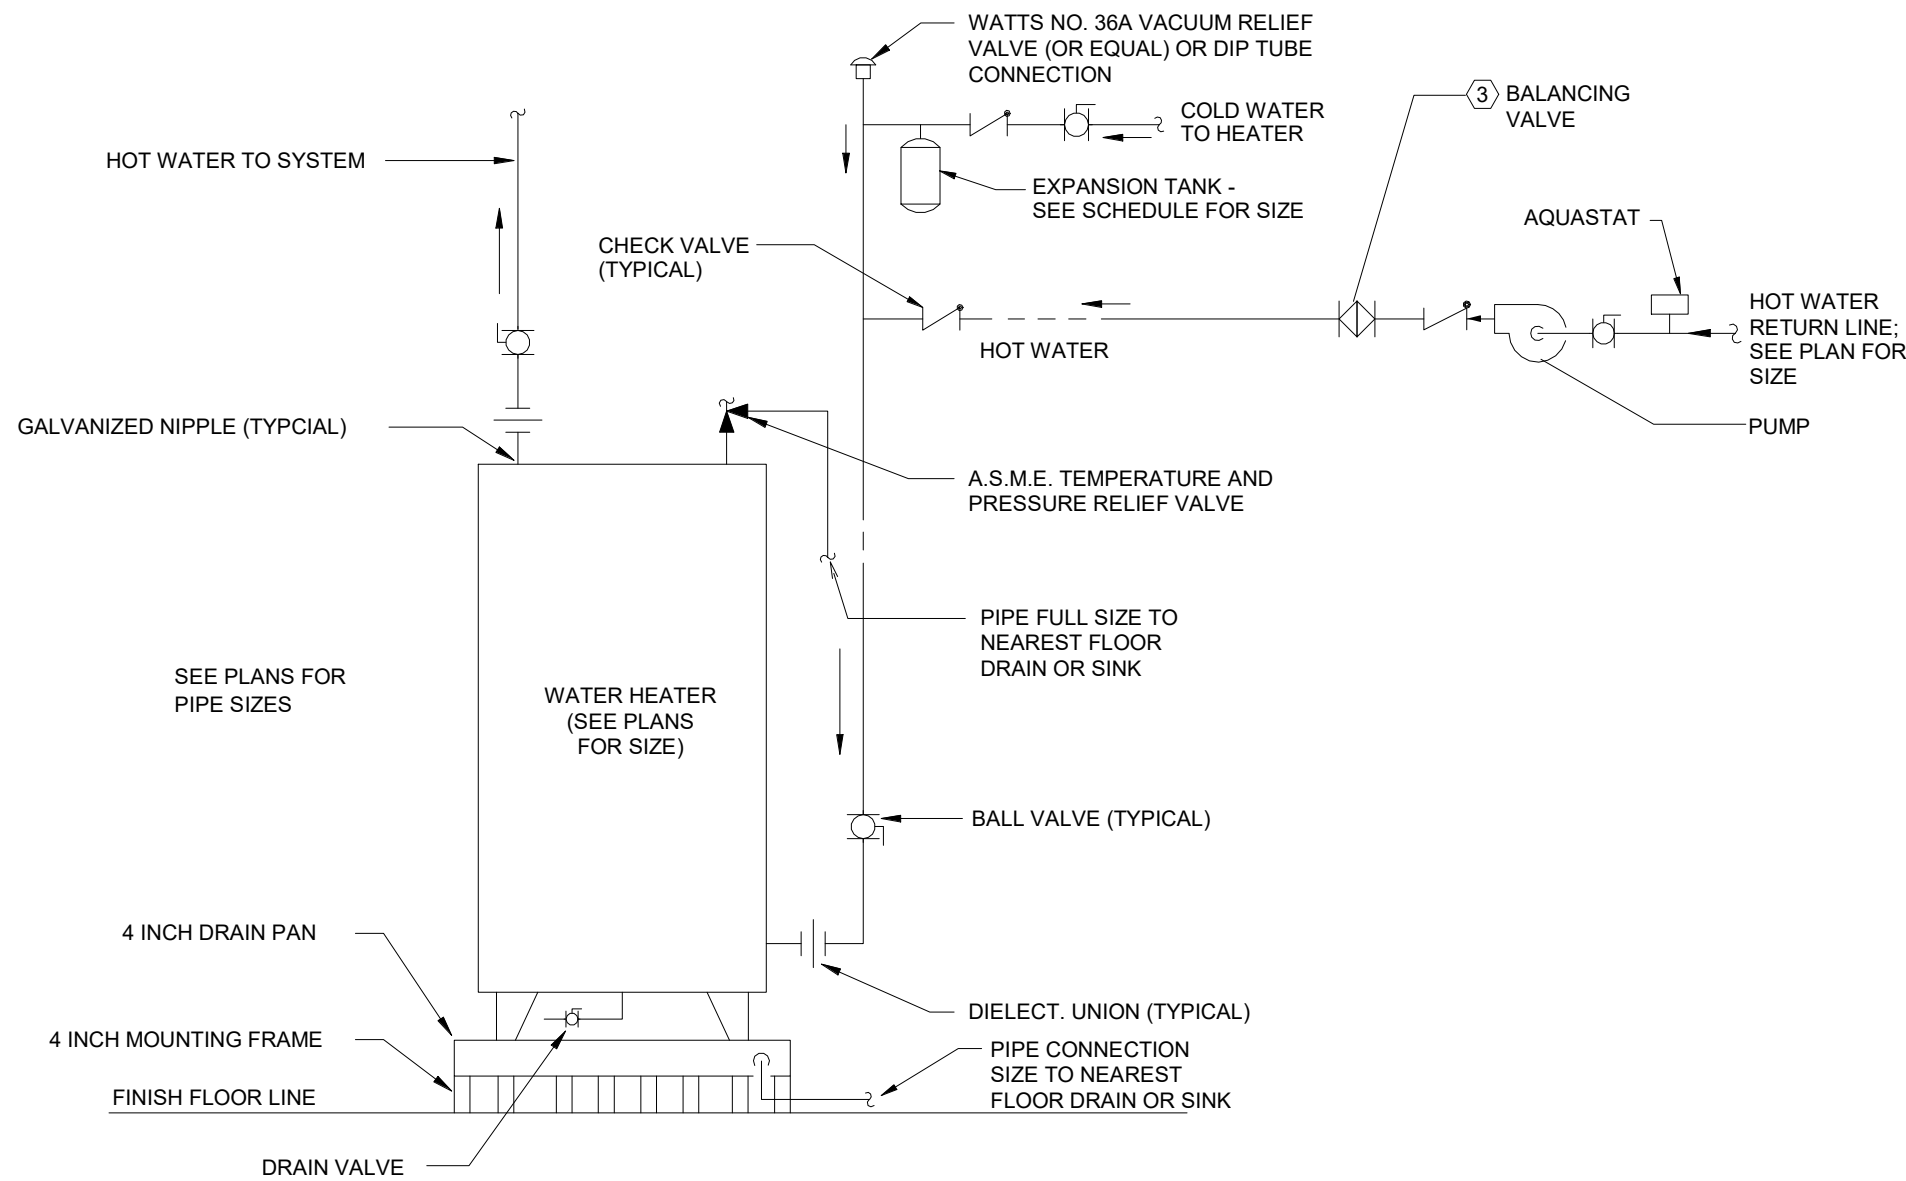 WATTS NO. 36A VACUUM RELIEF
VALVE (OR EQUAL) OR DIP TUBE
CONNECTION
COLD WATER
TO HEATER
3 BALANCING
VALVE
HOT WATER TO SYSTEM
EXPANSION TANK -
SEE SCHEDULE FOR SIZE
AQUASTAT
CHECK VALVE
(TYPICAL)
HOT WATER
RETURN LINE;
SEE PLAN FOR
SIZE
HOT WATER
GALVANIZED NIPPLE (TYPCIAL)
PUMP
A.S.M.E. TEMPERATURE AND
PRESSURE RELIEF VALVE
PIPE FULL SIZE TO
NEAREST FLOOR
DRAIN OR SINK
SEE PLANS FOR
PIPE SIZES
WATER HEATER
(SEE PLANS
FOR SIZE)
BALL VALVE (TYPICAL)
4 INCH DRAIN PAN
DIELECT. UNION (TYPICAL)
4 INCH MOUNTING FRAME
PIPE CONNECTION
SIZE TO NEAREST
FLOOR DRAIN OR SINK
FINISH FLOOR LINE
DRAIN VALVE